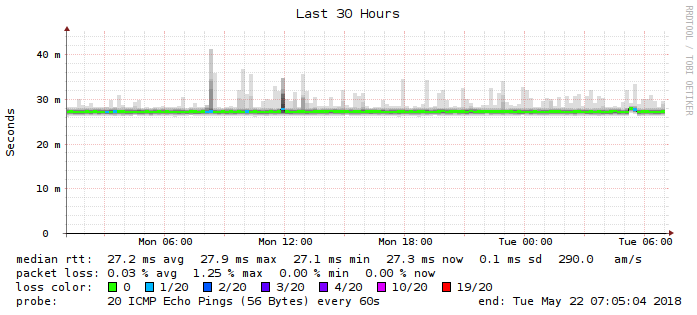 Last 30 Hours
RRDTOOL / TOBI OETIKER
Seconds
40 m
30 m
20 m
10 m
0
Mon 06:00 Mon 12:00 Mon 18:00 Tue 00:00 Tue 06:00
median rtt: 27.2 ms avg 27.9 ms max 27.1 ms min 27.3 ms now 0.1 ms sd 290.0 am/s
packet loss: 0.03 % avg 1.25 % max 0.00 % min 0.00 % now
loss color: 0 1/20 2/20 3/20 4/20 10/20 19/20
probe: 20 ICMP Echo Pings (56 Bytes) every 60s end: Tue May 22 07:05:04 2018